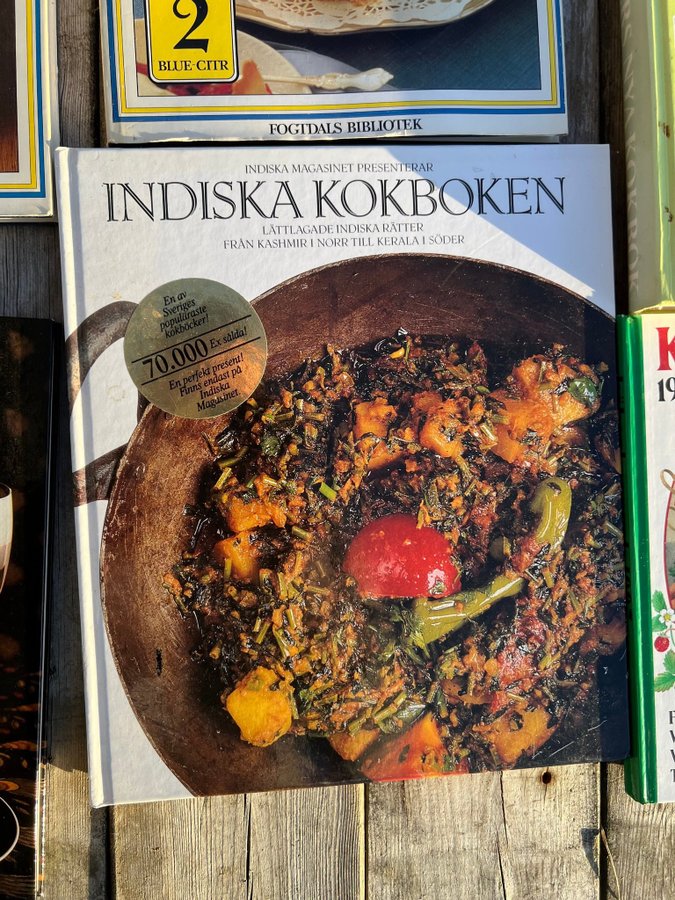 2
BLUE-CITR
FOGTDALS BIBLIOTEK
INDISKA MAGASINET PRESENTERAR
INDISKA KOKBOKEN
LÄTTLAGADE INDISKA RÄTTER
FRÅN KASHMIR I NORR TILL KERALA I SÖDER
En av
Sveriges
populäraste
kokböcker!
70.000 Ex sålda!
En perfekt present!
Finns endast på
Indiska
Magasinet.
K
19